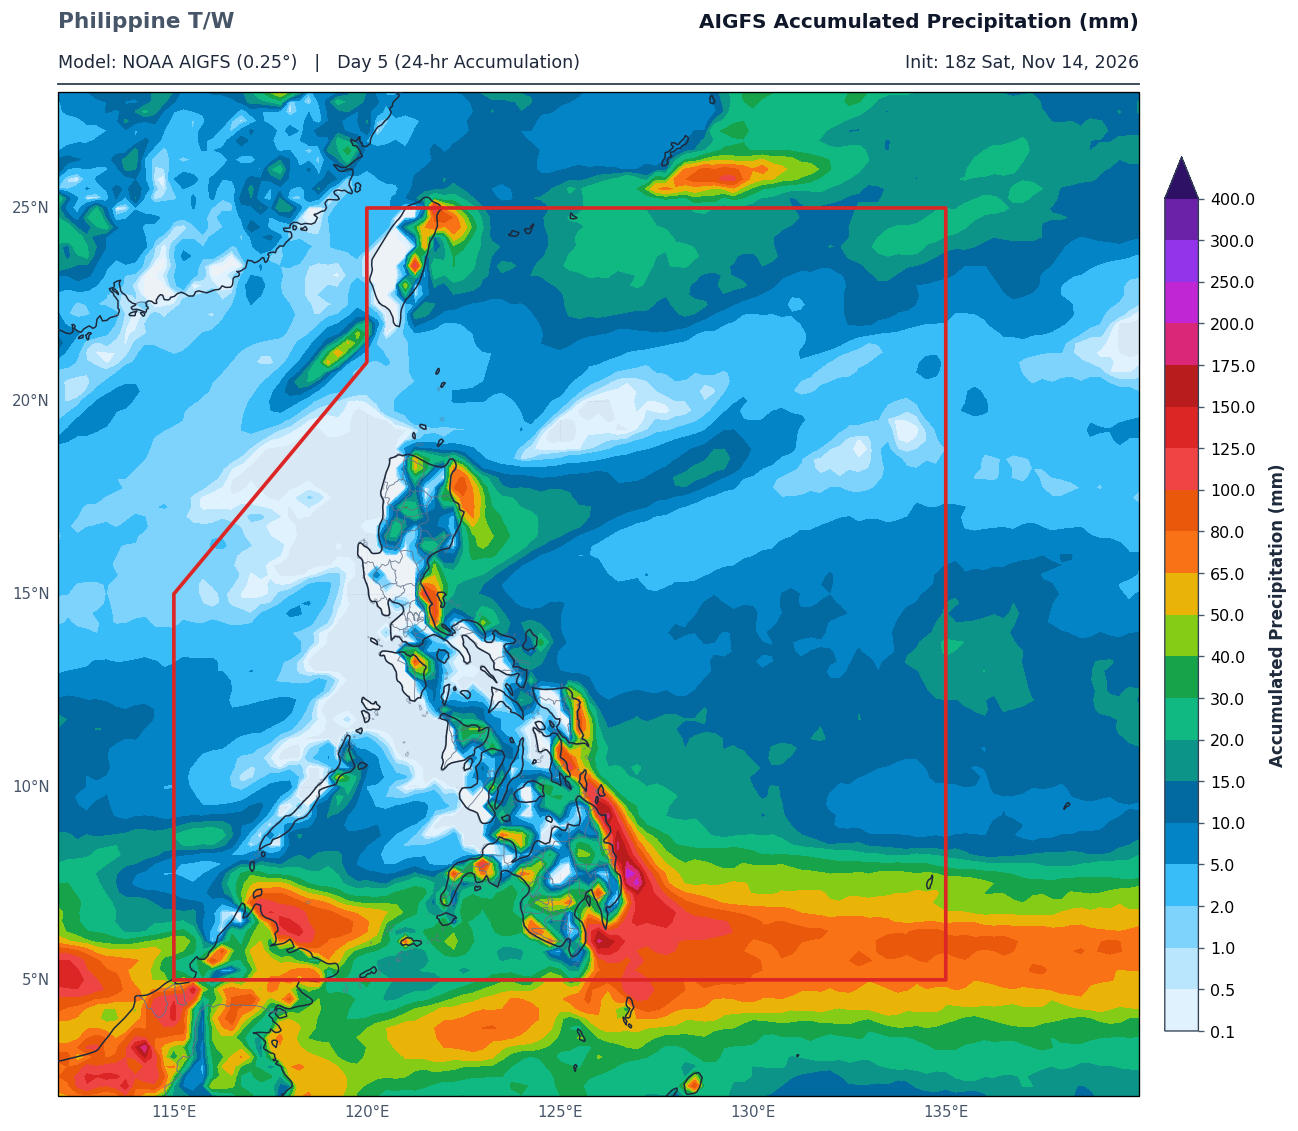 Philippine T/W
AIGFS Accumulated Precipitation (mm)
Model: NOAA AIGFS (0.25°)   |   Day 5 (24-hr Accumulation)
Init: 18z Sat, Nov 14, 2026
25°N
20°N
15°N
10°N
5°N
115°E
120°E
125°E
130°E
135°E
400.0
300.0
250.0
200.0
175.0
150.0
125.0
100.0
80.0
65.0
50.0
40.0
30.0
20.0
15.0
10.0
5.0
2.0
1.0
0.5
0.1
Accumulated Precipitation (mm)